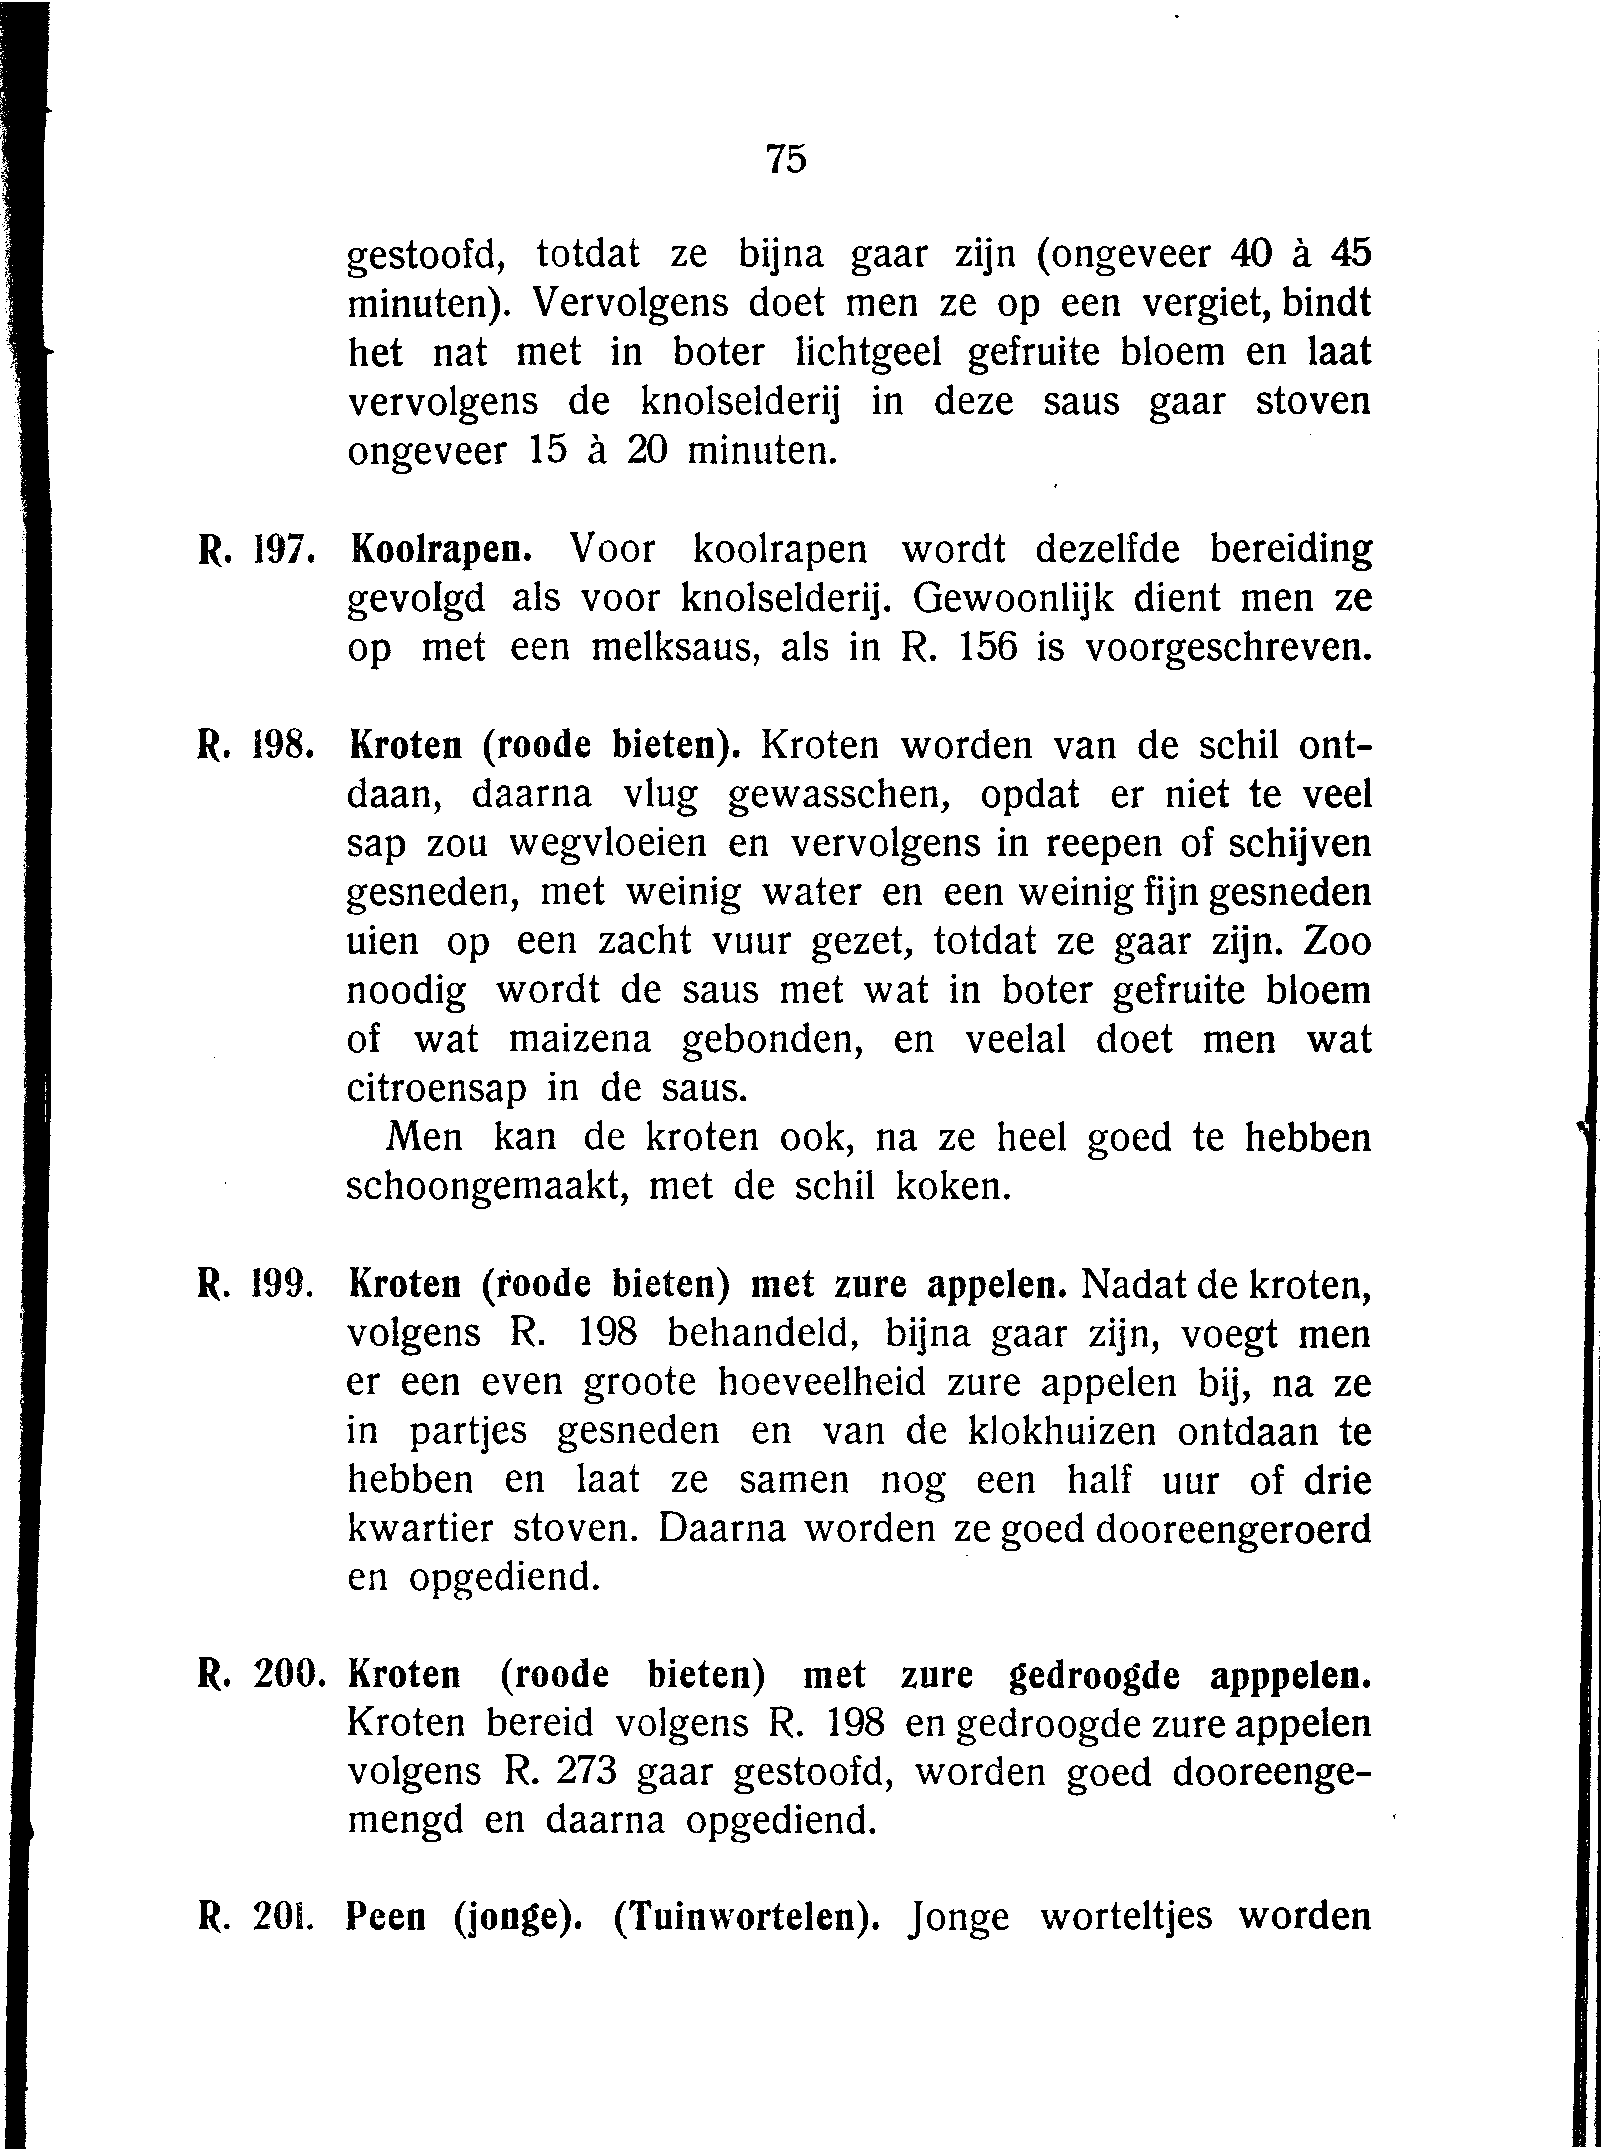 75
gestoofd, totdat ze bijna gaar zijn (ongeveer 40 à 45
minuten). Vervolgens doet men ze op een vergiet, bindt
het nat met in boter lichtgeel gefruite bloem en laat
vervolgens de knolselderij in deze saus gaar stoven
ongeveer 15 à 20 minuten.
R. 197. Koolrapen. Voor koolrapen wordt dezelfde bereiding
gevolgd als voor knolselderij. Gewoonlijk dient men ze
op met een melksaus, als in R. 156 is voorgeschreven.
R. 198. Kroten (roode bieten). Kroten worden van de schil ont-
daan, daarna vlug gewasschen, opdat er niet te veel
sap zou wegvloeien en vervolgens in reepen of schijven
gesneden, met weinig water en een weinig fijn gesneden
uien op een zacht vuur gezet, totdat ze gaar zijn. Zoo
noodig wordt de saus met wat in boter gefruite bloem
of wat maizena gebonden, en veelal doet men wat
citroensap in de saus.
Men kan de kroten ook, na ze heel goed te hebben
schoongemaakt, met de schil koken.
R. 199. Kroten (roode bieten) met zure appelen. Nadat de kroten,
volgens R. 198 behandeld, bijna gaar zijn, voegt men
er een even groote hoeveelheid zure appelen bij, na ze
in partjes gesneden en van de klokhuizen ontdaan te
hebben en laat ze samen nog een half uur of drie
kwartier stoven. Daarna worden ze goed dooreengeroerd
en opgediend.
R. 200. Kroten (roode bieten) met zure gedroogde apppelen.
Kroten bereid volgens R. 198 en gedroogde zure appelen
volgens R. 273 gaar gestoofd, worden goed dooreenge-
mengd en daarna opgediend.
R. 201. Peen (jonge). (Tuinwortelen). Jonge worteltjes worden